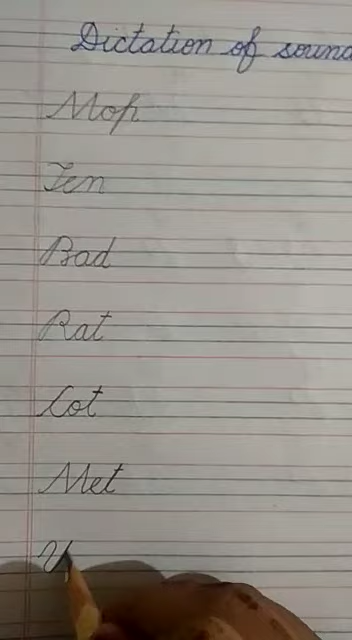 Dictation of sound
Mop
Ten
Bad
Rat
Cot
Met